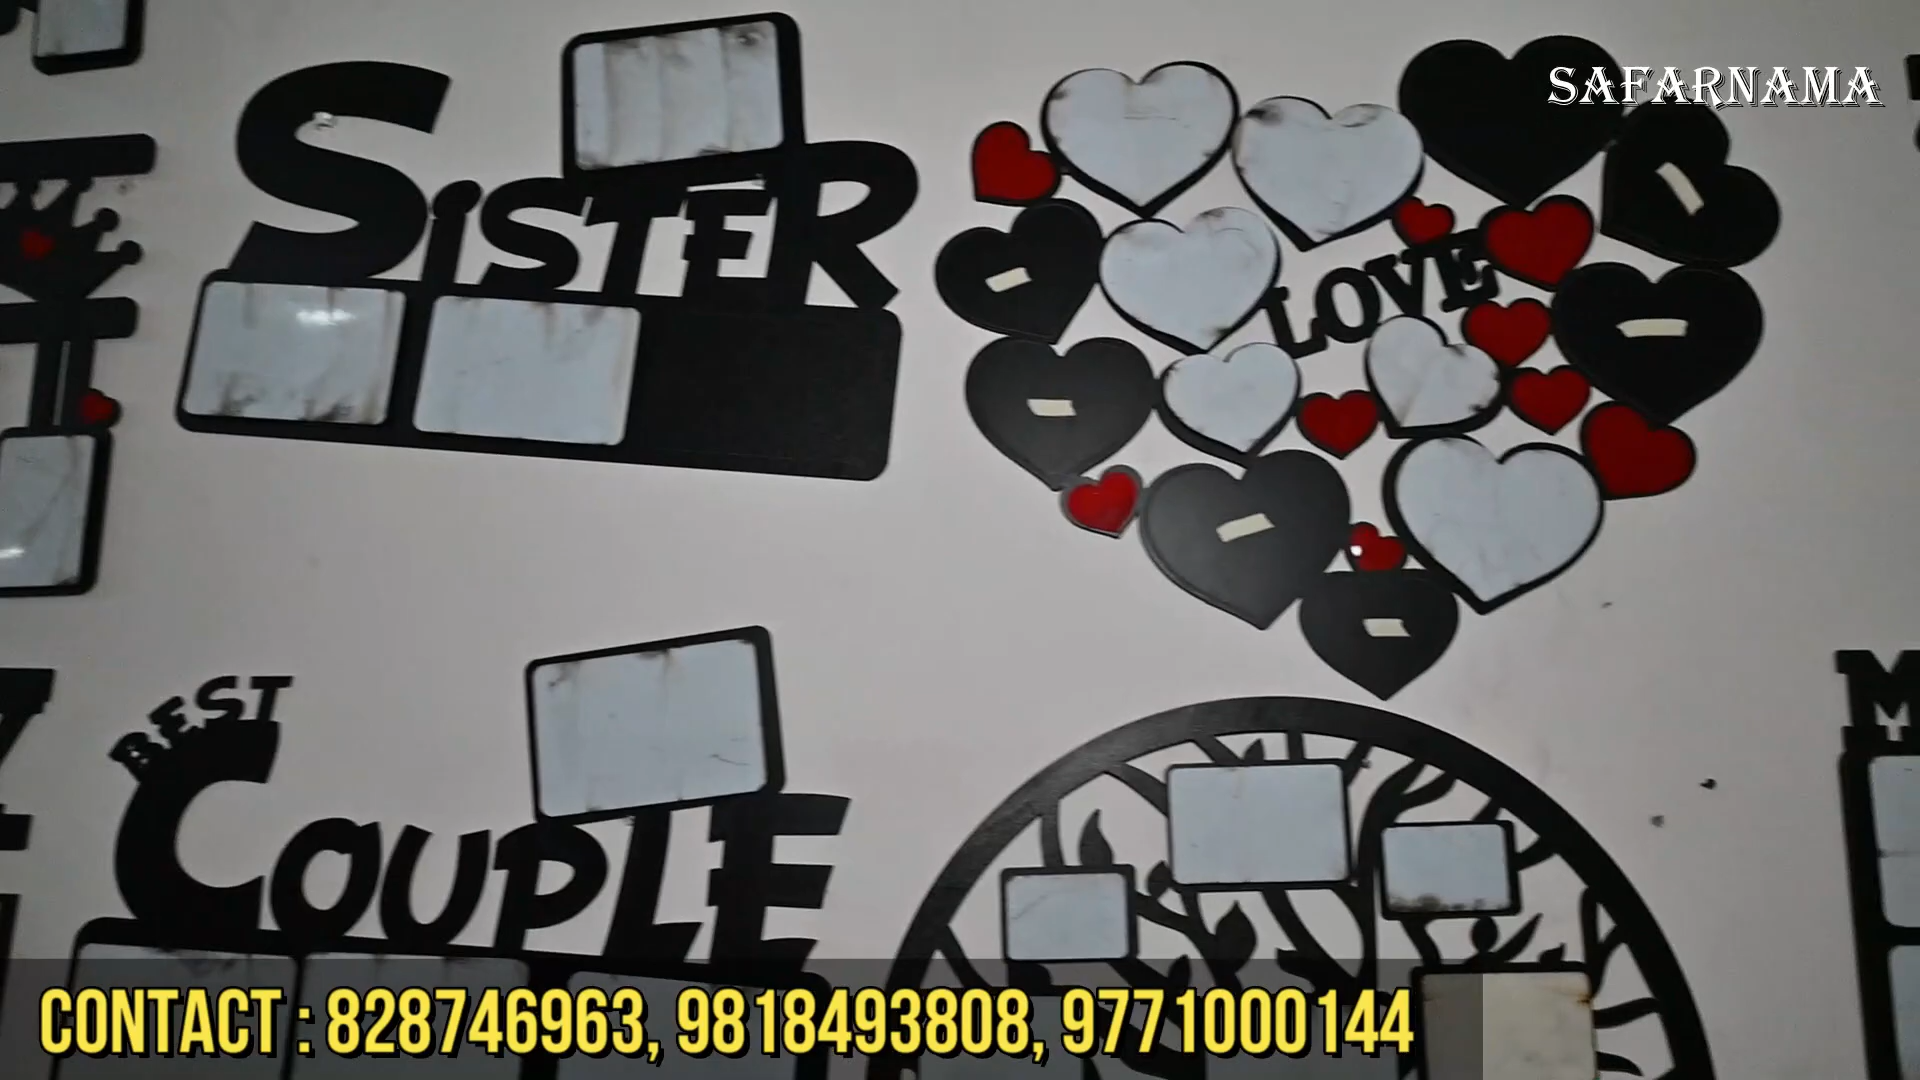 SAFARNAMA
SISTER
LOVE
BEST
COUPLE
M
CONTACT : 828746963, 9818493808, 9771000144